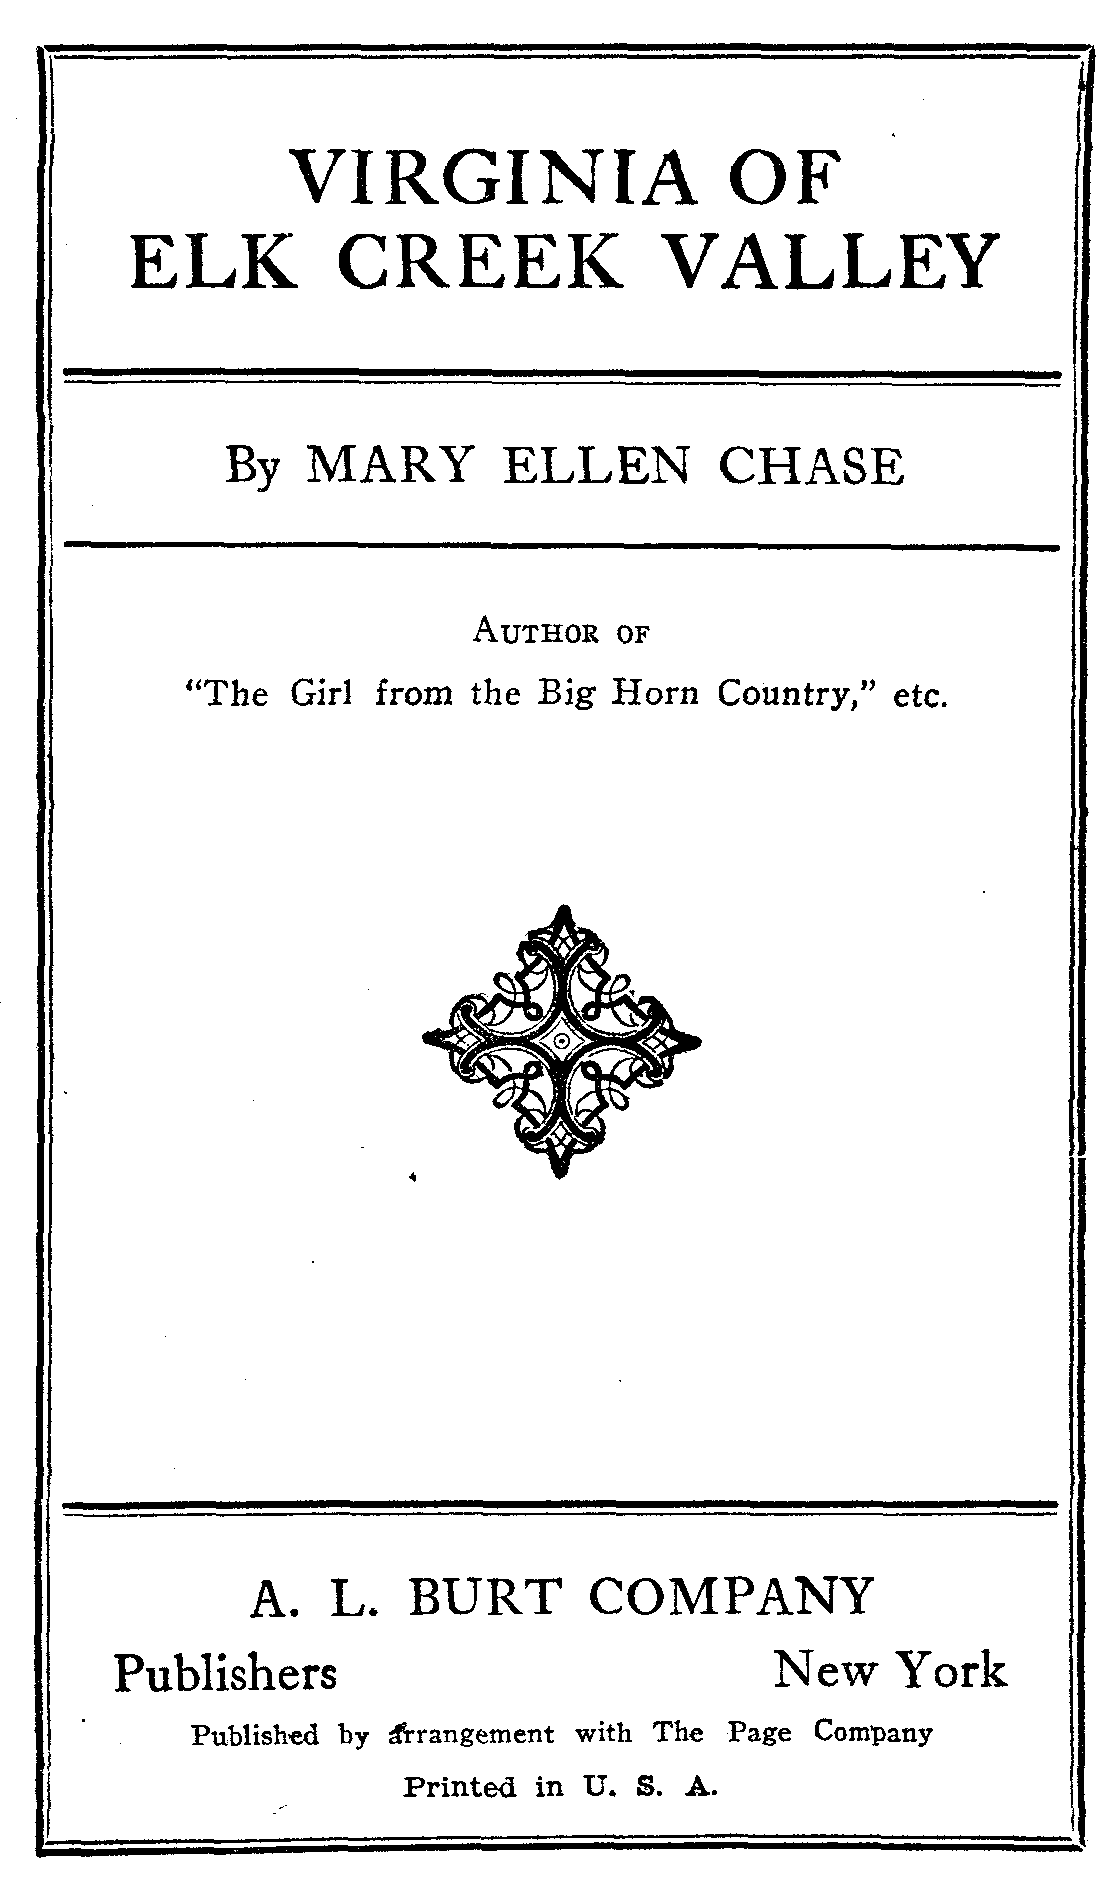 VIRGINIA OF
ELK CREEK VALLEY
By MARY ELLEN CHASE
AUTHOR OF
“The Girl from the Big Horn Country,” etc.
A. L. BURT COMPANY
Publishers New York
Published by Arrangement with The Page Company
Printed in U. S. A.